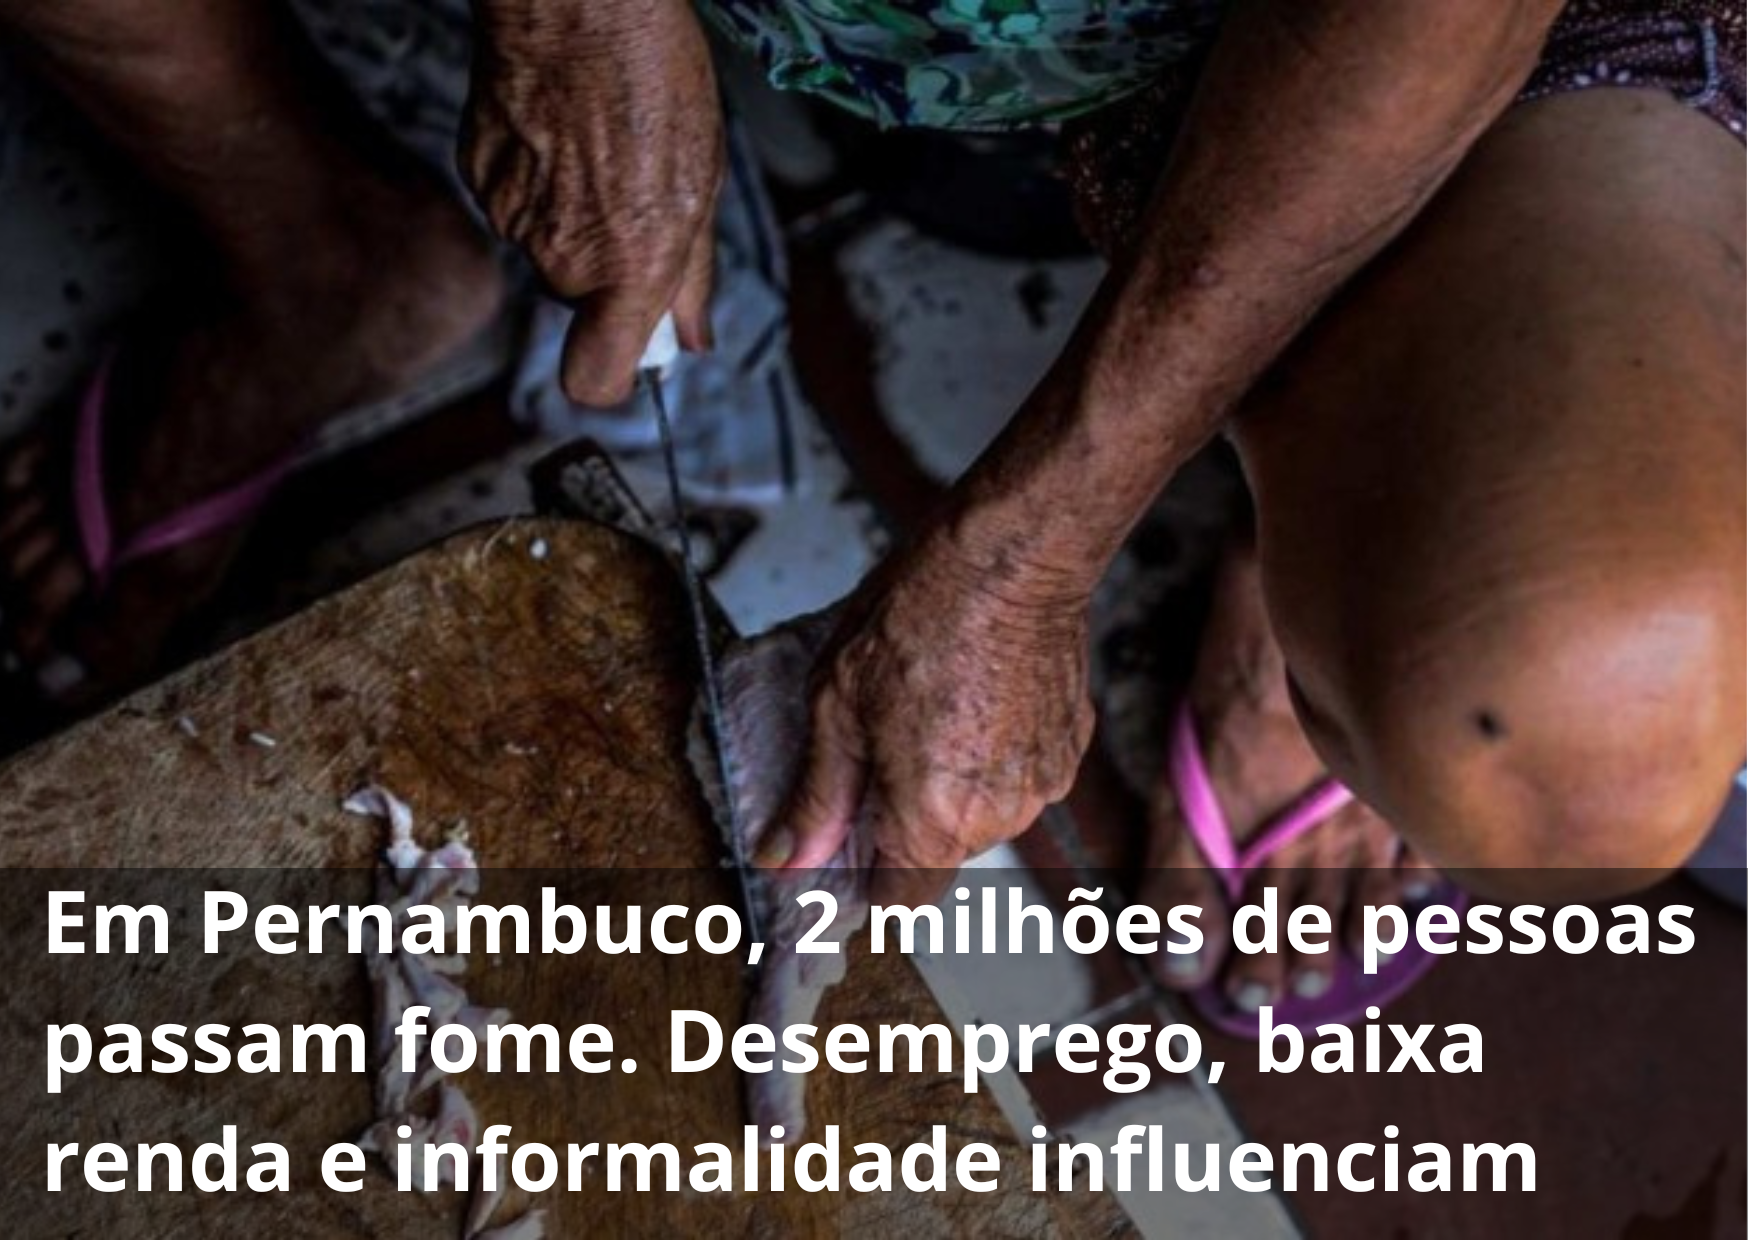 Em Pernambuco, 2 milhões de pessoas
passam fome. Desemprego, baixa
renda e informalidade influenciam